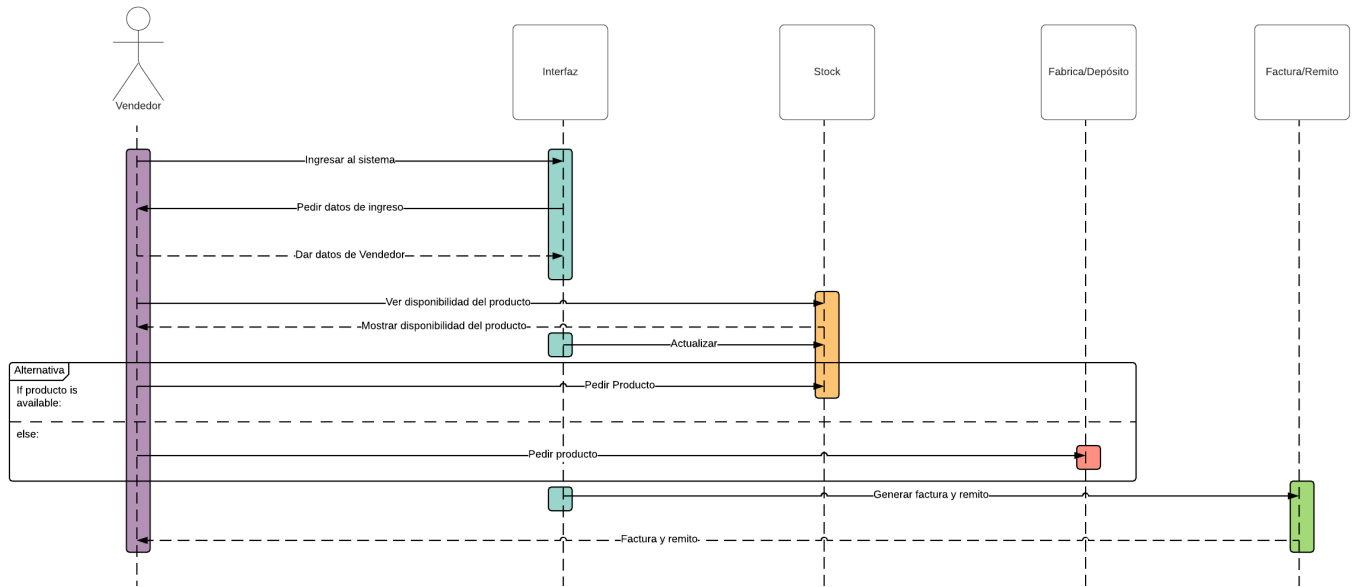 Vendedor
Interfaz
Stock
Fabrica/Depósito
Factura/Remito
Ingresar al sistema
Pedir datos de ingreso
Dar datos de Vendedor
Ver disponibilidad del producto
Mostrar disponibilidad del producto
Actualizar
Alternativa
If producto is
available:
Pedir Producto
else:
Pedir producto
Generar factura y remito
Factura y remito